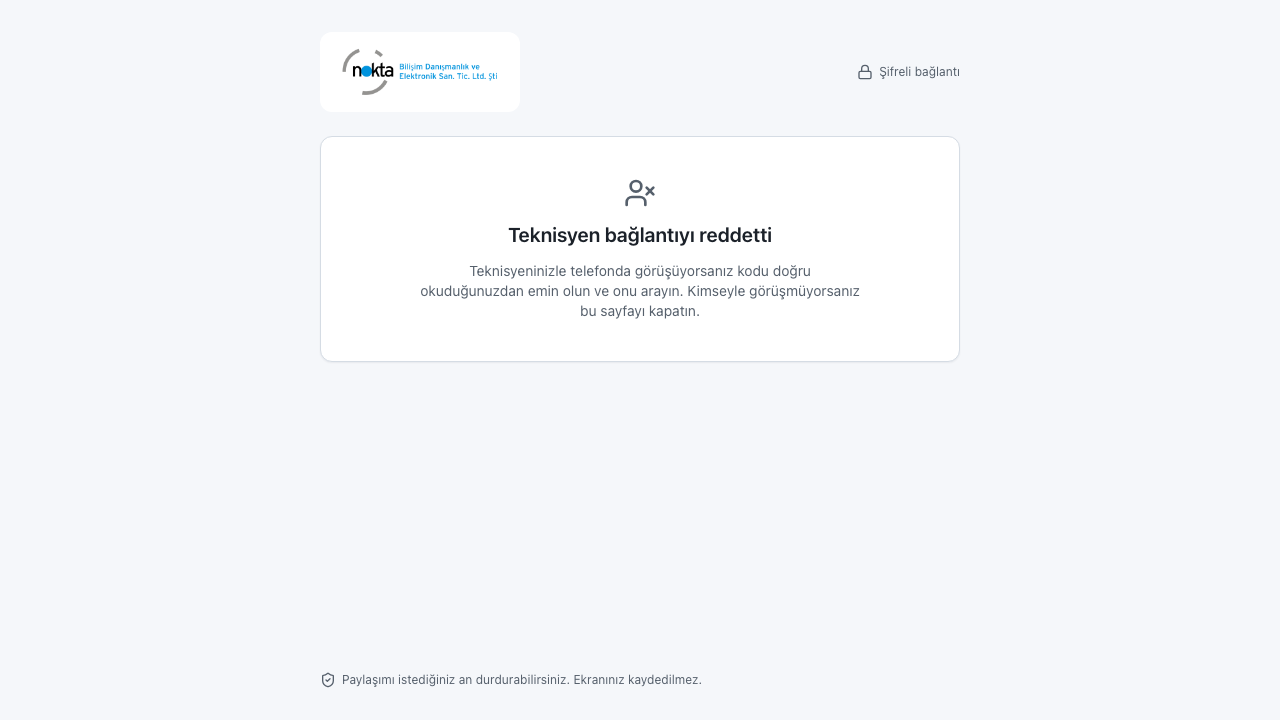 nokta Bilişim Danışmanlık ve
Elektronik San. Tic. Ltd. Şti
Şifreli bağlantı
Teknisyen bağlantıyı reddetti
Teknisyeninizle telefonda görüşüyorsanız kodu doğru
okuduğunuzdan emin olun ve onu arayın. Kimseyle görüşmüyorsanız
bu sayfayı kapatın.
Paylaşımı istediğiniz an durdurabilirsiniz. Ekranınız kaydedilmez.